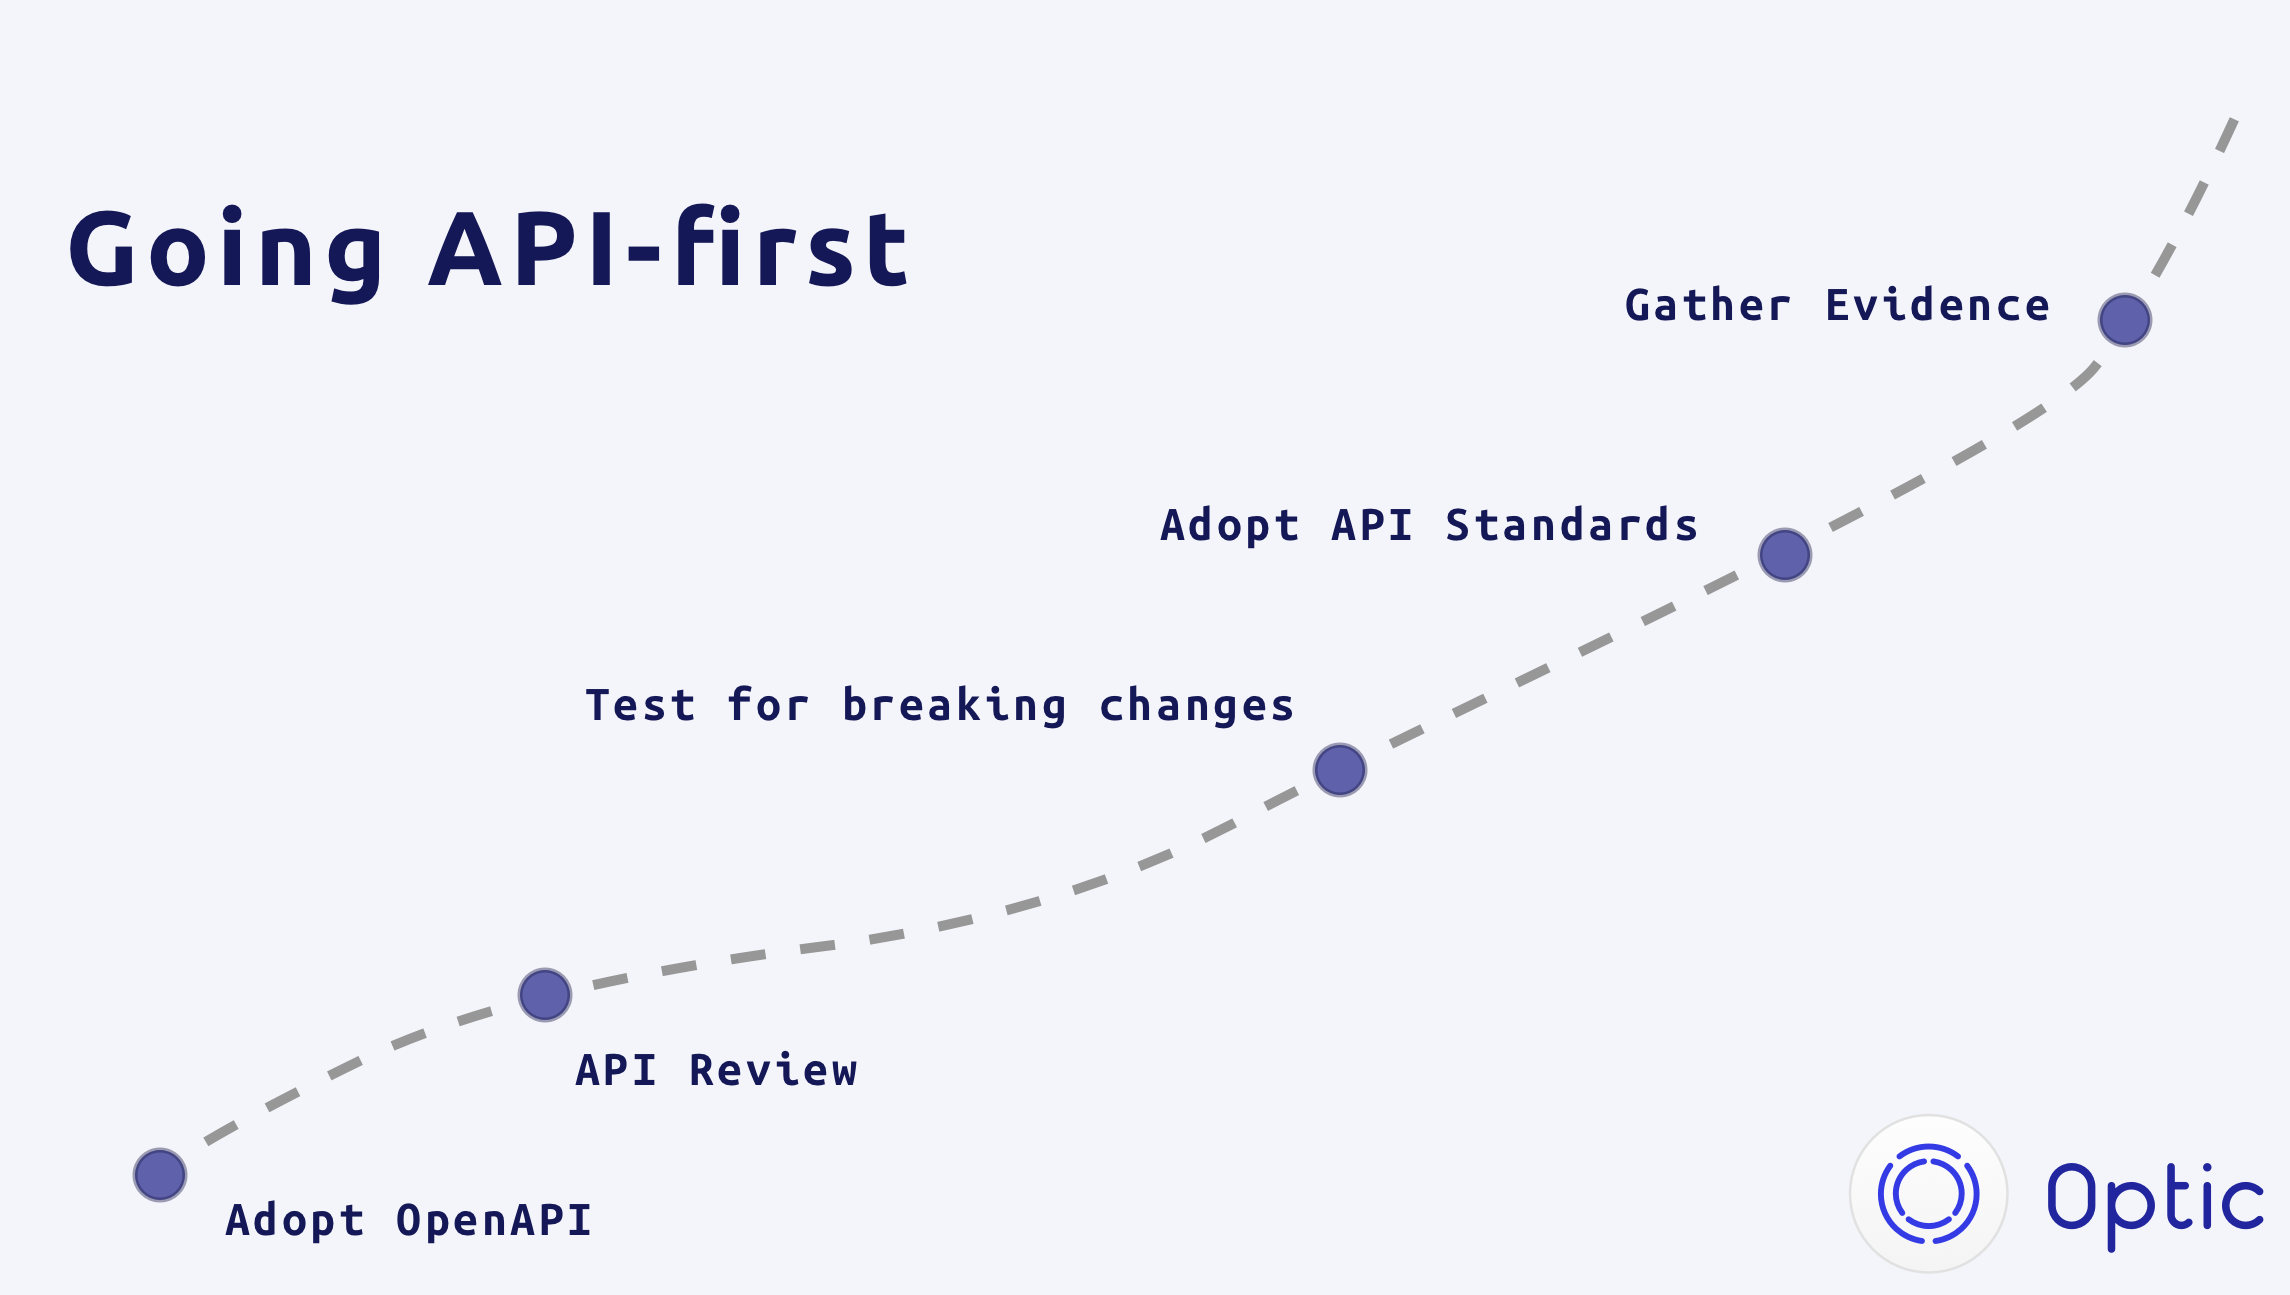 Going API-first
Gather Evidence
Adopt API Standards
Test for breaking changes
API Review
Adopt OpenAPI
Optic